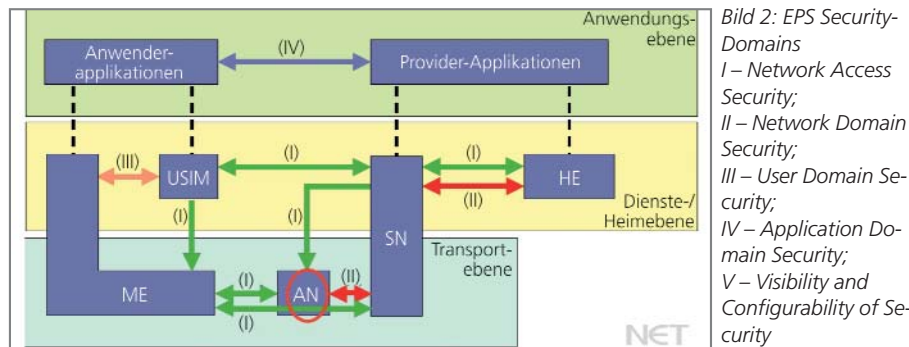 Anwendungs-
ebene
Anwender-
applikationen
(IV)
Provider-Applikationen
(III)
USIM
(I)
(I)
HE
(II)
(I)
(I)
Dienste-/
Heimebene
SN
Transport-
ebene
ME
(I)
AN
(II)
(I)
NET
Bild 2: EPS Security-
Domains
I – Network Access
Security;
II – Network Domain
Security;
III – User Domain Se-
curity;
IV – Application Do-
main Security;
V – Visibility and
Configurability of Se-
curity